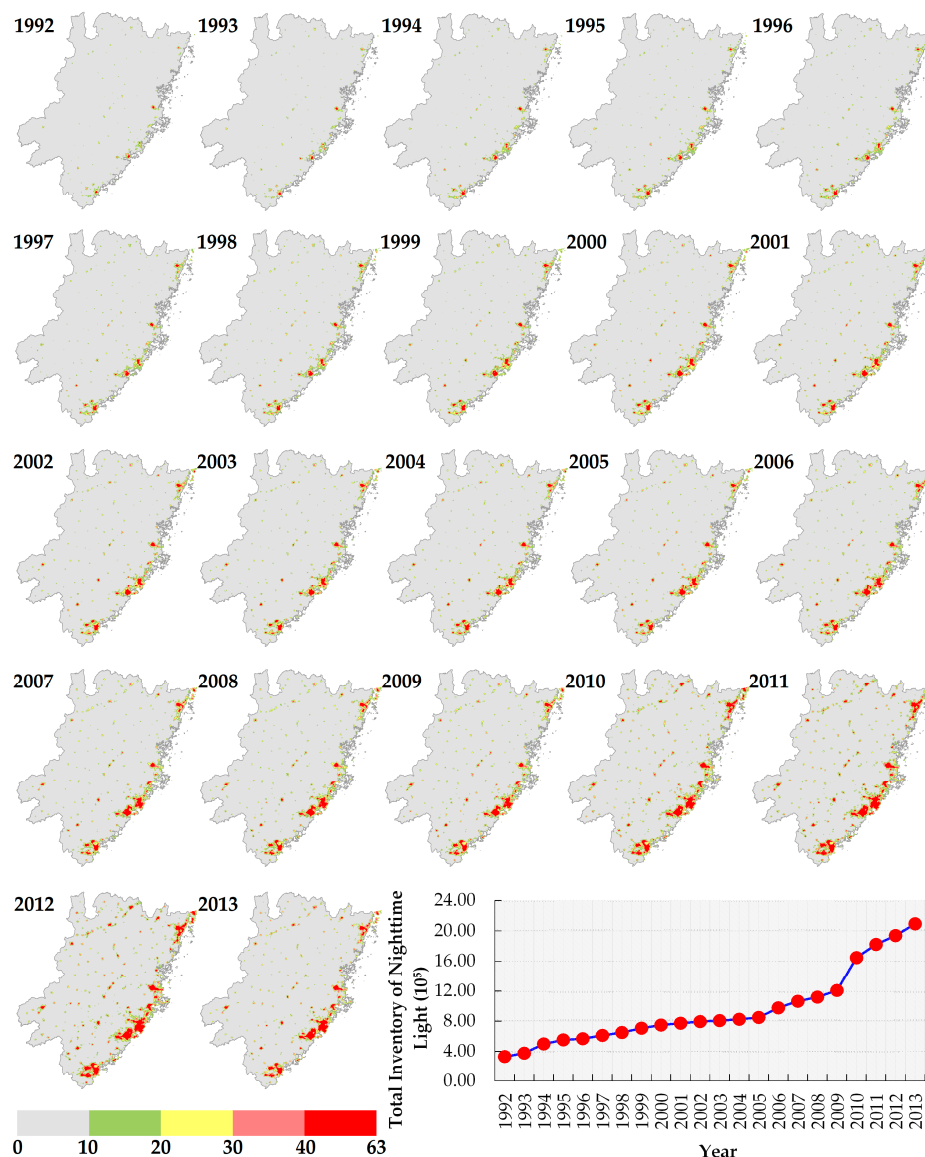 1992 1993 1994 1995 1996
1997 1998 1999 2000 2001
2002 2003 2004 2005 2006
2007 2008 2009 2010 2011
2012 2013
Total Inventory of Nighttime
Light (10⁵)
24.00
20.00
16.00
12.00
8.00
4.00
0.00
1992 1993 1994 1995 1996 1997 1998 1999 2000 2001 2002 2003 2004 2005 2006 2007 2008 2009 2010 2011 2012 2013
Year
0 10 20 30 40 63